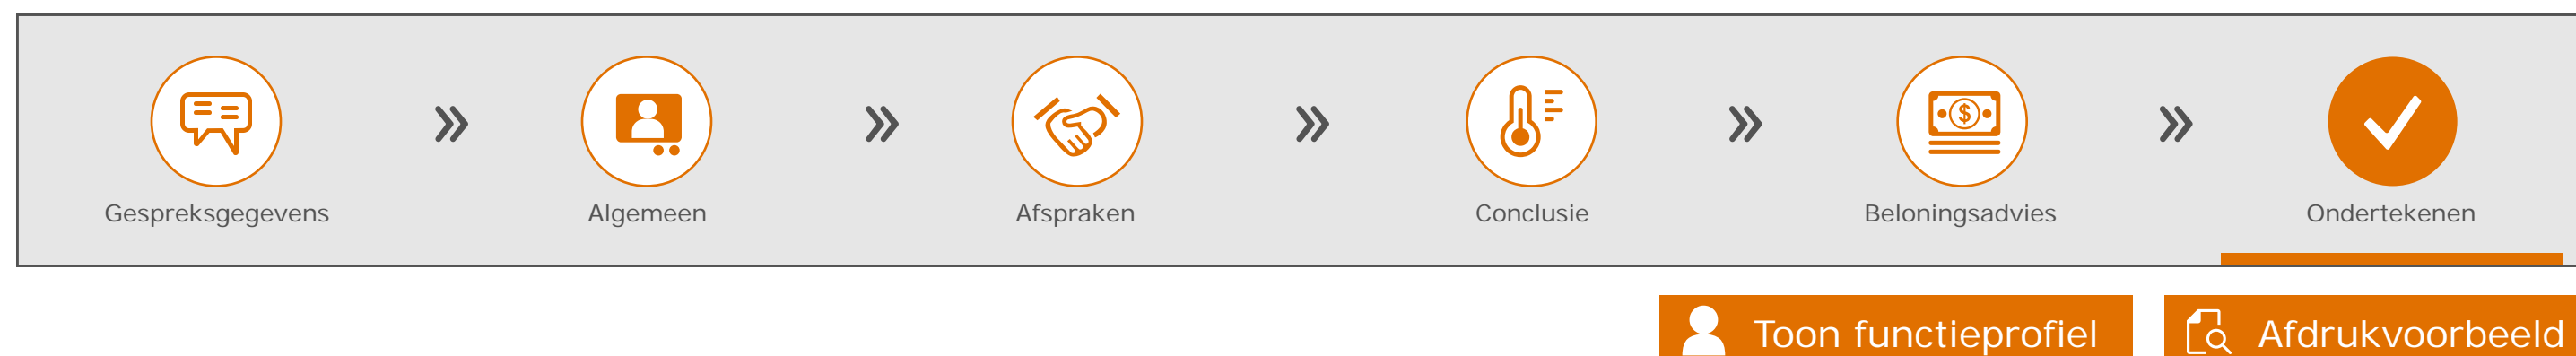 Gespreksgegevens
Algemeen
Afspraken
Conclusie
Beloningsadvies
Ondertekenen
Toon functieprofiel
Afdrukvoorbeeld